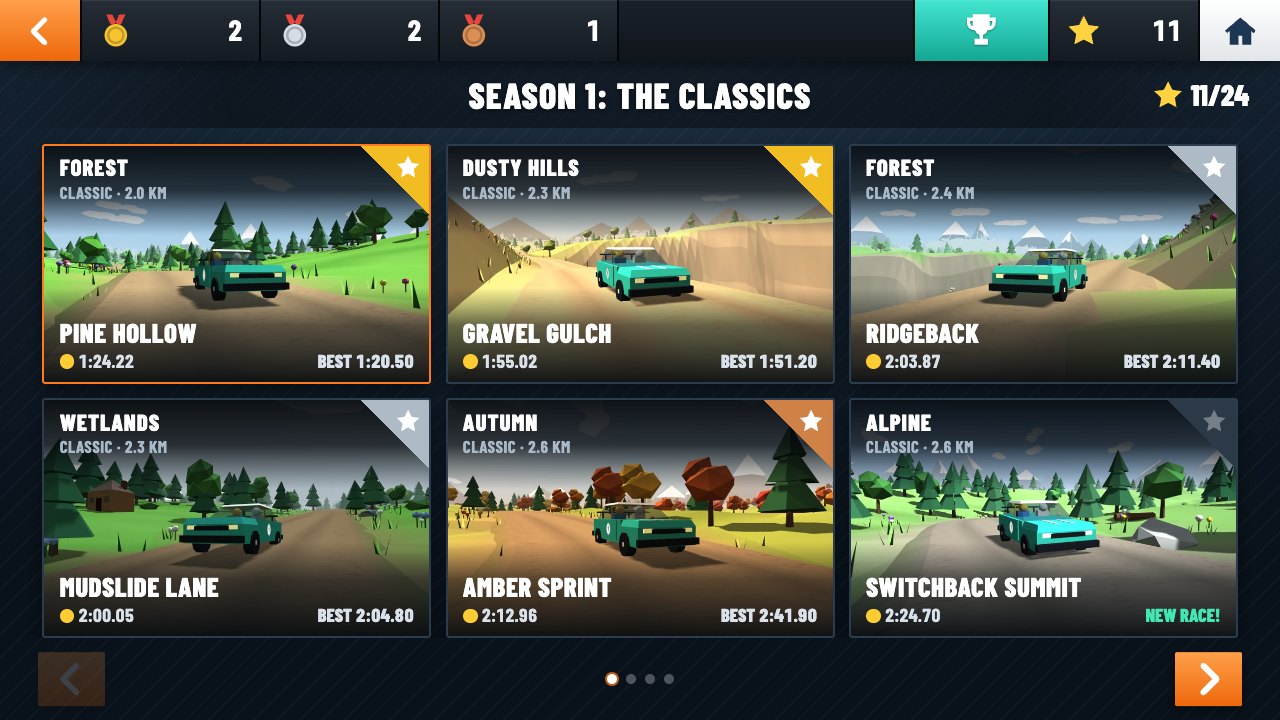 2
2
1
11
SEASON 1: THE CLASSICS
11/24
FOREST
CLASSIC · 2.0 KM
PINE HOLLOW
1:24.22
BEST 1:20.50
DUSTY HILLS
CLASSIC · 2.3 KM
GRAVEL GULCH
1:55.02
BEST 1:51.20
FOREST
CLASSIC · 2.4 KM
RIDGEBACK
2:03.87
BEST 2:11.40
WETLANDS
CLASSIC · 2.3 KM
MUDSLIDE LANE
2:00.05
BEST 2:04.80
AUTUMN
CLASSIC · 2.6 KM
AMBER SPRINT
2:12.96
BEST 2:41.90
ALPINE
CLASSIC · 2.6 KM
SWITCHBACK SUMMIT
2:24.70
NEW RACE!